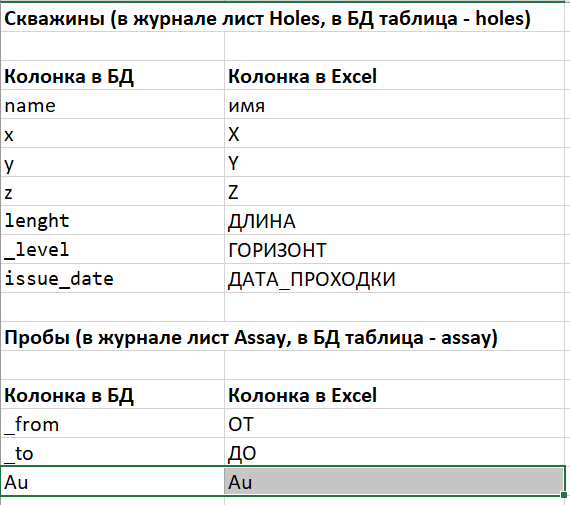 Скважины (в журнале лист Holes, в БД таблица - holes)
Колонка в БД Колонка в Excel
name имя
x X
y Y
z Z
lenght ДЛИНА
_level ГОРИЗОНТ
issue_date ДАТА_ПРОХОДКИ
Пробы (в журнале лист Assay, в БД таблица - assay)
Колонка в БД Колонка в Excel
_from ОТ
_to ДО
Au Au